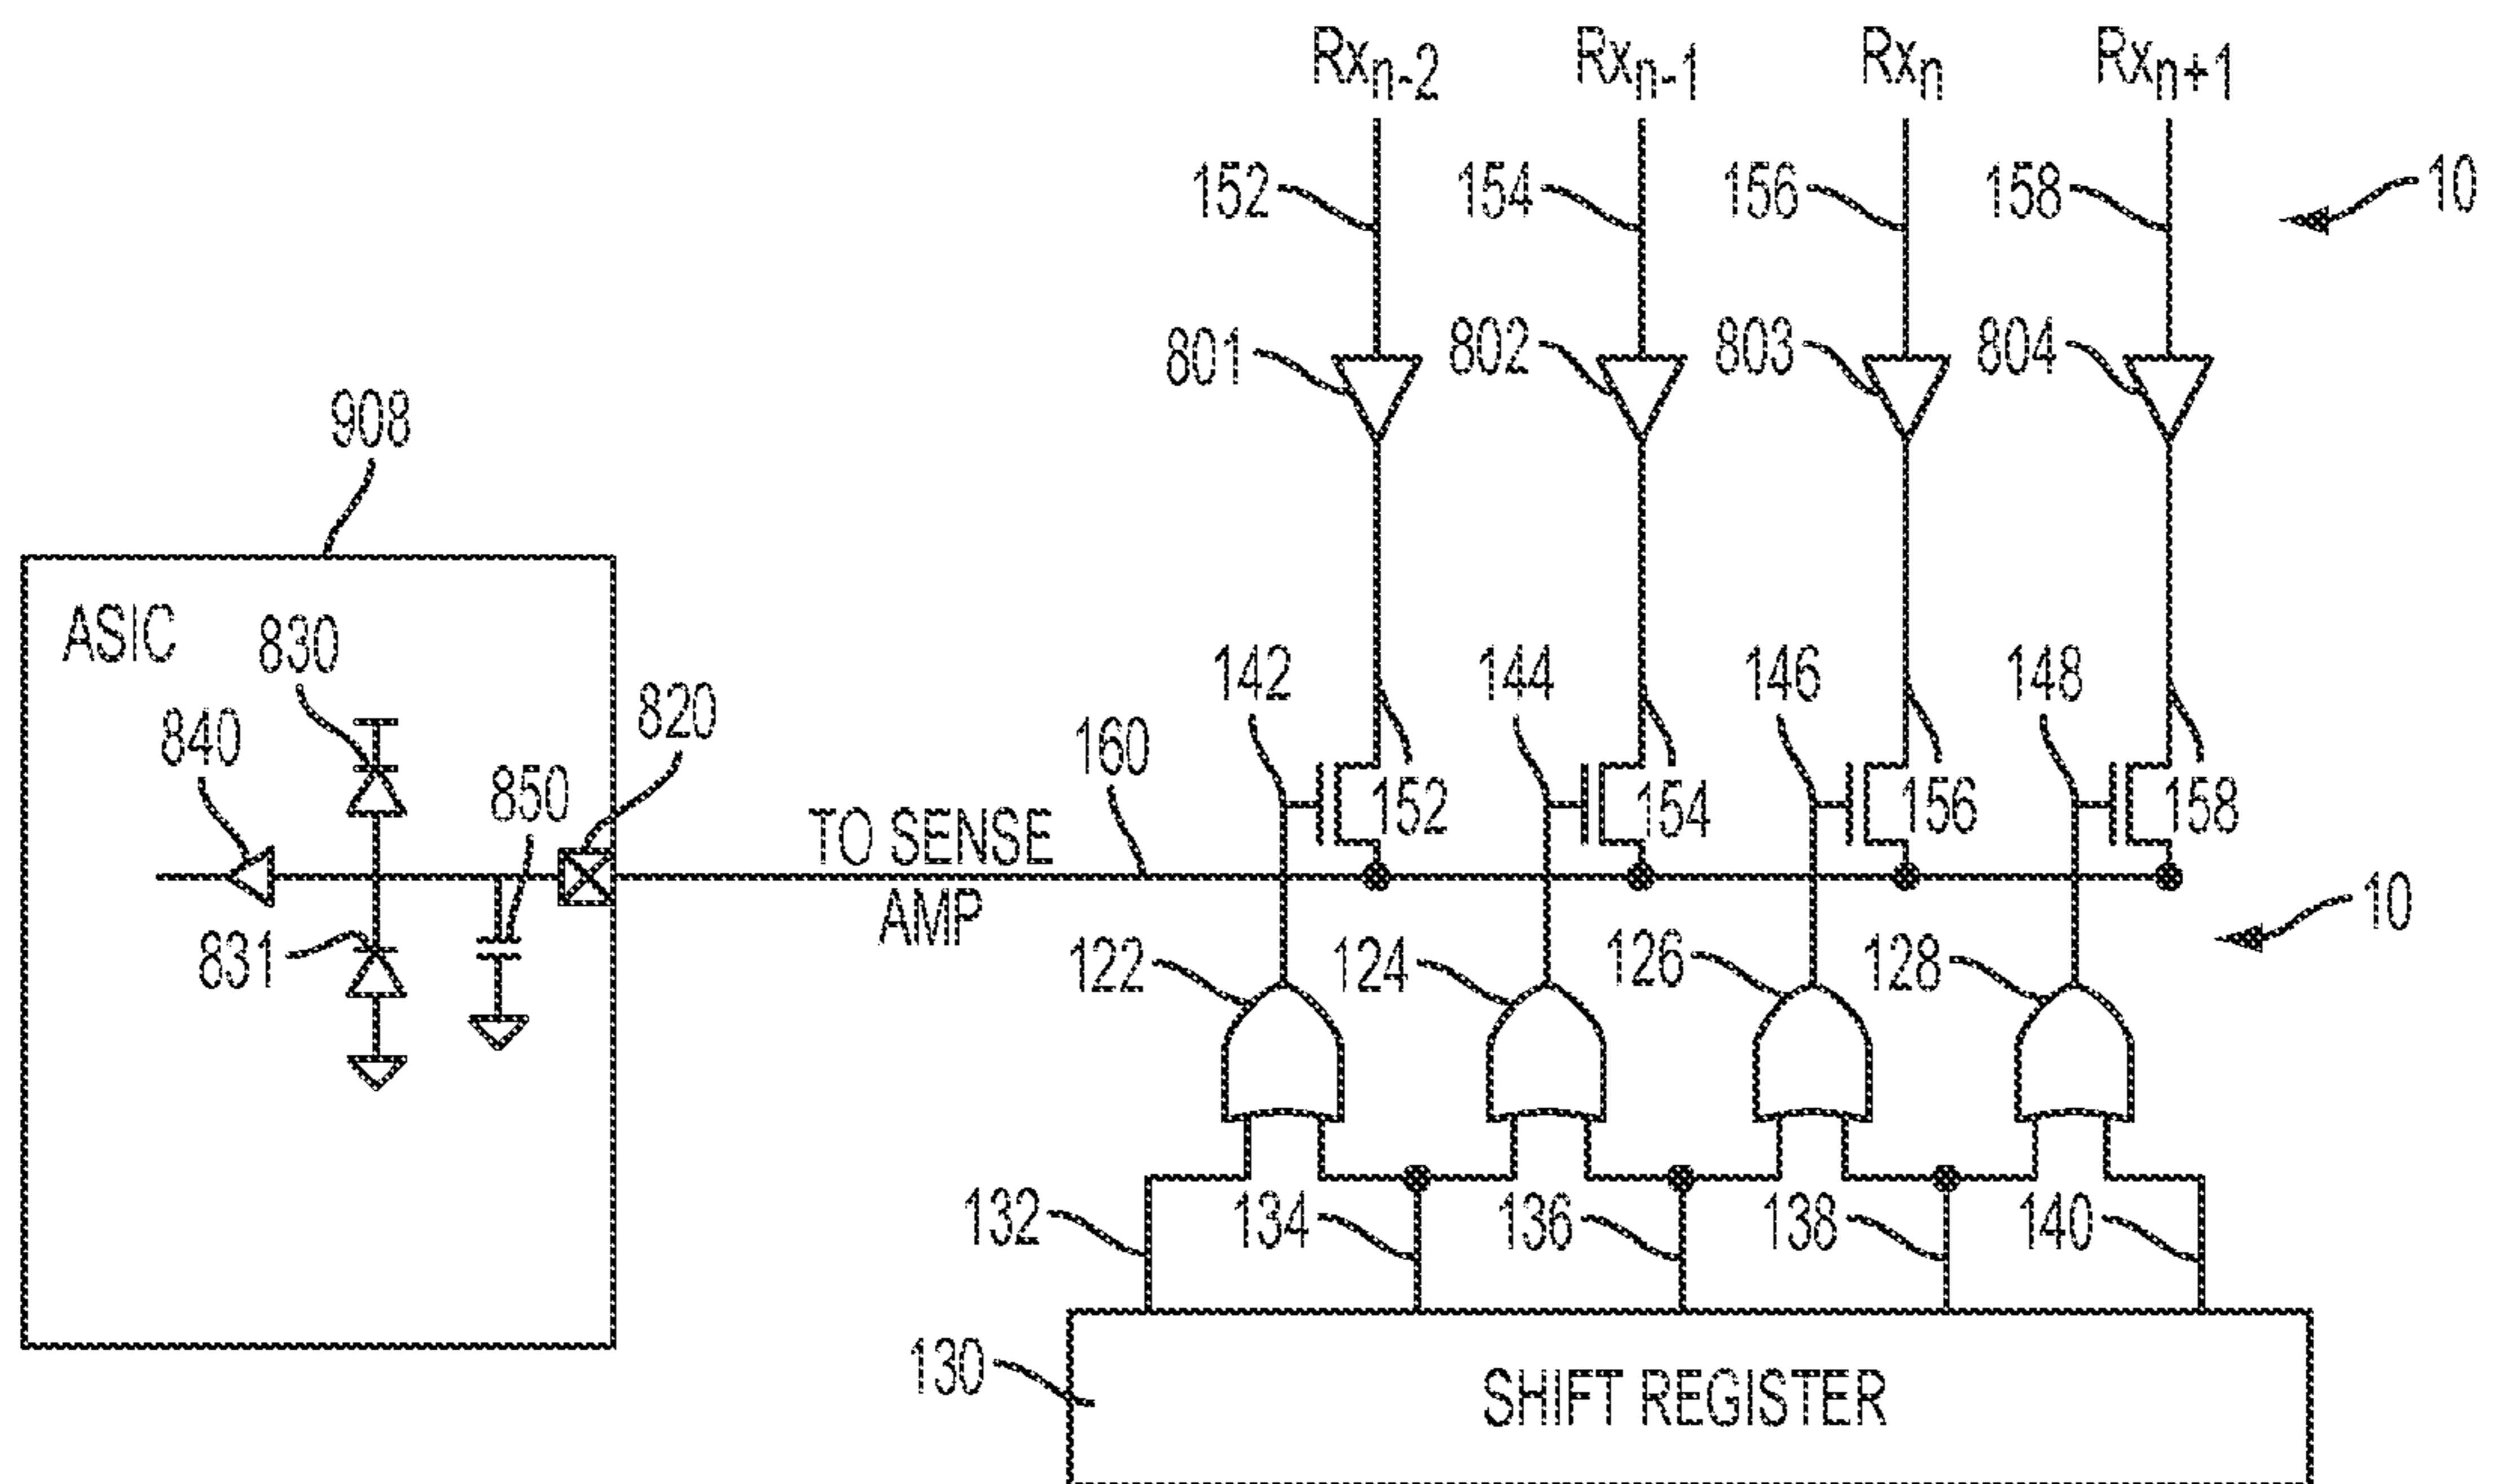 Rxn-2 Rxn-1 Rxn Rxn+1
152 154 156 158 10
801 802 803 804
908
ASIC
830
840
850
820
142 144 146 148
160
152 154 156 158
TO SENSE
AMP
10
831
122 124 126 128
132 134 136 138 140
130
SHIFT REGISTER